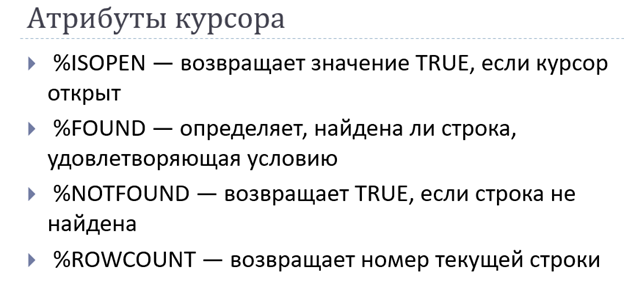 Атрибуты курсора
%ISOPEN — возвращает значение TRUE, если курсор
открыт
%FOUND — определяет, найдена ли строка,
удовлетворяющая условию
%NOTFOUND — возвращает TRUE, если строка не
найдена
%ROWCOUNT — возвращает номер текущей строки